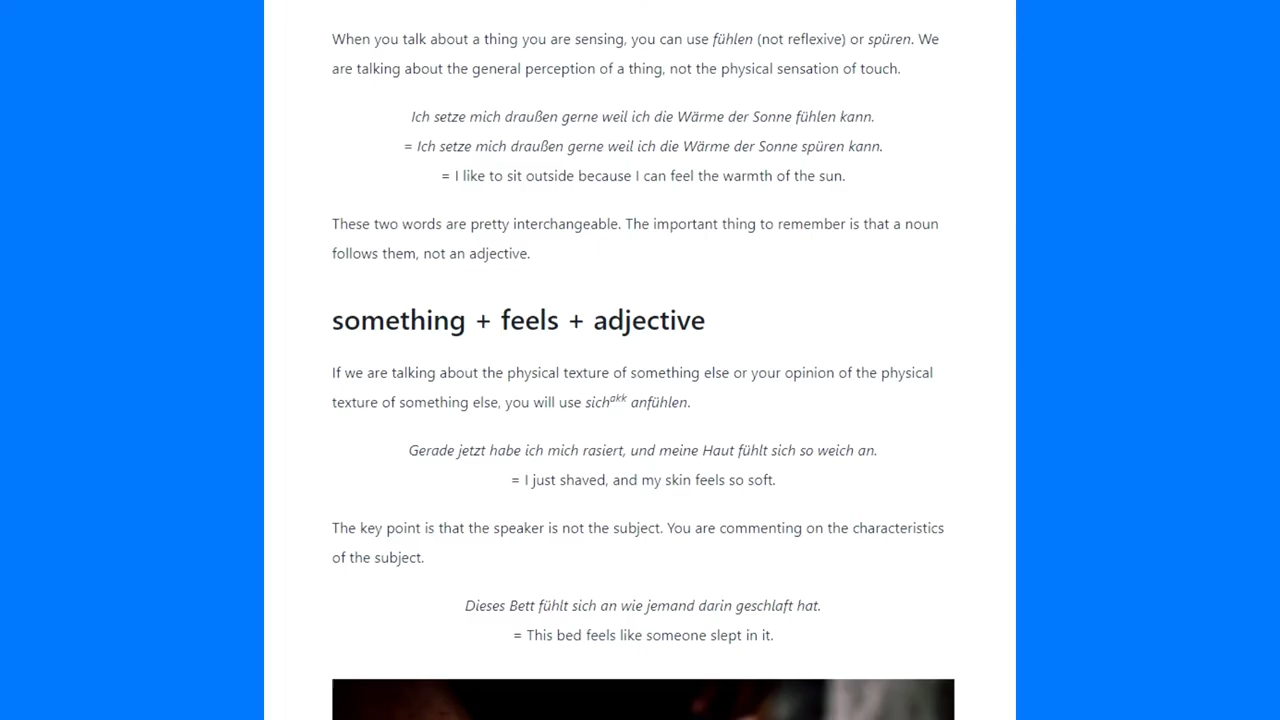 When you talk about a thing you are sensing, you can use fühlen (not reflexive) or spüren. We
are talking about the general perception of a thing, not the physical sensation of touch.
Ich setze mich draußen gerne weil ich die Wärme der Sonne fühlen kann.
= Ich setze mich draußen gerne weil ich die Wärme der Sonne spüren kann.
= I like to sit outside because I can feel the warmth of the sun.
These two words are pretty interchangeable. The important thing to remember is that a noun
follows them, not an adjective.
something + feels + adjective
If we are talking about the physical texture of something else or your opinion of the physical
texture of something else, you will use sich^akk anfühlen.
Gerade jetzt habe ich mich rasiert, und meine Haut fühlt sich so weich an.
= I just shaved, and my skin feels so soft.
The key point is that the speaker is not the subject. You are commenting on the characteristics
of the subject.
Dieses Bett fühlt sich an wie jemand darin geschlaft hat.
= This bed feels like someone slept in it.